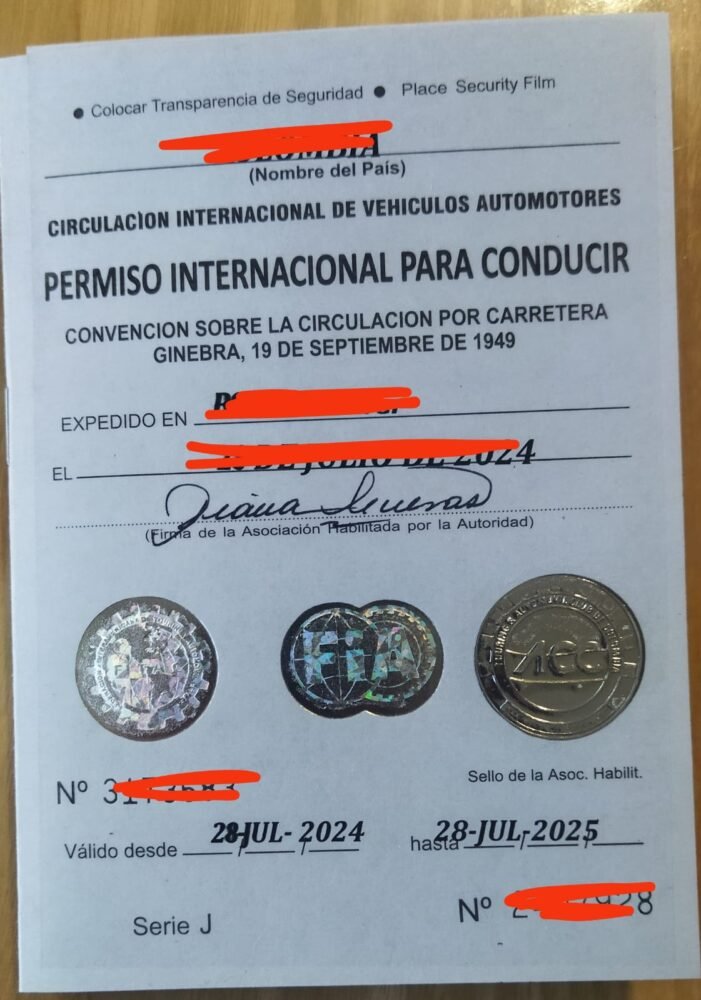 ● Colocar Transparencia de Seguridad ● Place Security Film
(Nombre del País)
CIRCULACION INTERNACIONAL DE VEHICULOS AUTOMOTORES
PERMISO INTERNACIONAL PARA CONDUCIR
CONVENCION SOBRE LA CIRCULACION POR CARRETERA
GINEBRA, 19 DE SEPTIEMBRE DE 1949
EXPEDIDO EN
EL 2024
(Firma de la Asociación Habilitada por la Autoridad)
FiA
Nº
Sello de la Asoc. Habilit.
Válido desde 28-JUL- 2024 hasta 28-JUL-2025
Serie J
Nº